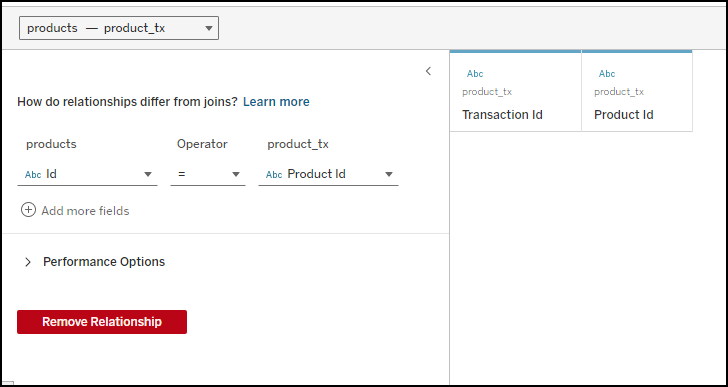 products — product_tx
How do relationships differ from joins? Learn more
products Operator product_tx
Abc Id = Abc Product Id
Add more fields
Performance Options
Remove Relationship
Abc
product_tx
Transaction Id
Abc
product_tx
Product Id